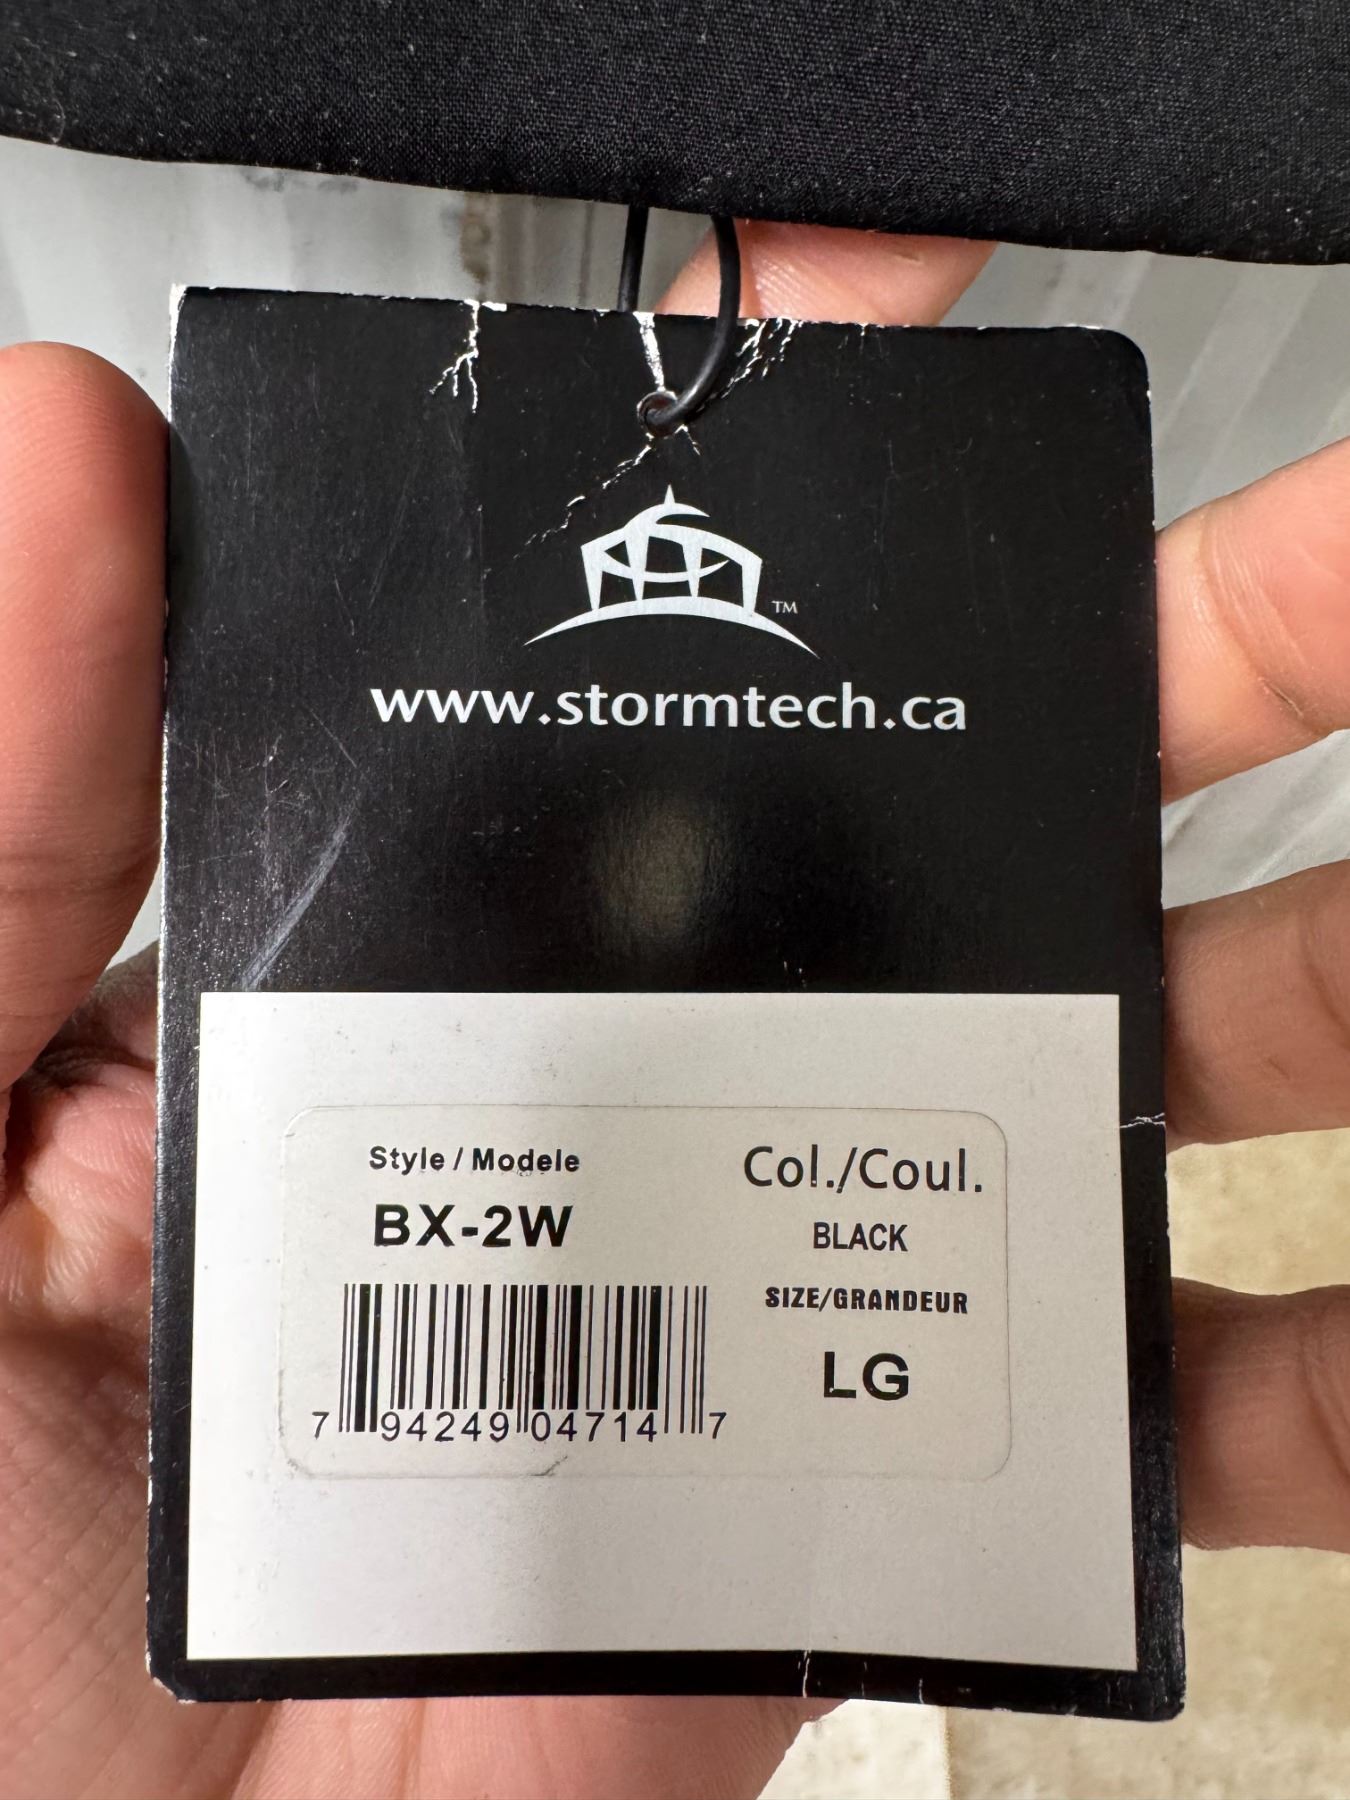 TM
www.stormtech.ca
Style / Modele
BX-2W
Col./Coul.
BLACK
SIZE/GRANDEUR
LG
7 94249 04714 7